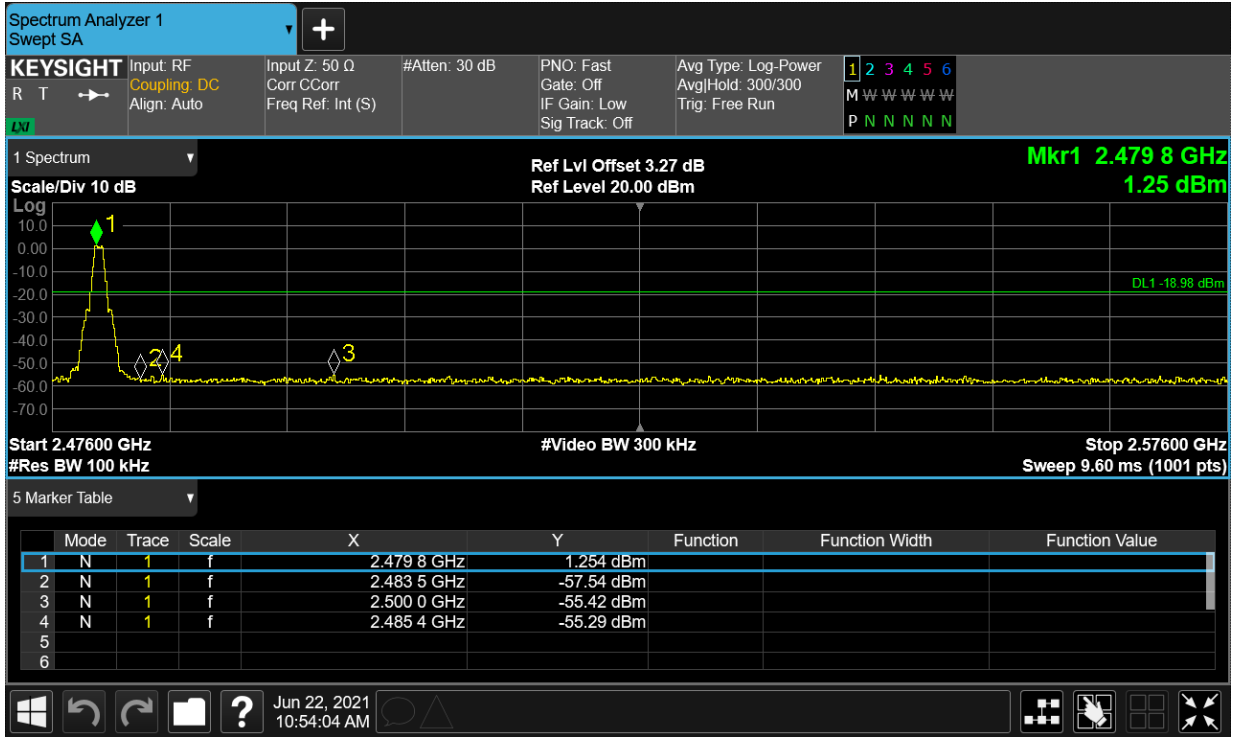 Spectrum Analyzer 1
Swept SA
KEYSIGHT
R T
LXI
Input: RF
Coupling: DC
Align: Auto
Input Z: 50 Ω
Corr CCorr
Freq Ref: Int (S)
#Atten: 30 dB
PNO: Fast
Gate: Off
IF Gain: Low
Sig Track: Off
Avg Type: Log-Power
Avg|Hold: 300/300
Trig: Free Run
1 2 3 4 5 6
M W W W W W
P N N N N N
1 Spectrum
Scale/Div 10 dB
Ref Lvl Offset 3.27 dB
Ref Level 20.00 dBm
Mkr1 2.479 8 GHz
1.25 dBm
Log
10.0
0.00
-10.0
-20.0
-30.0
-40.0
-50.0
-60.0
-70.0
1
2
4
3
DL1 -18.98 dBm
Start 2.47600 GHz
#Video BW 300 kHz
Stop 2.57600 GHz
#Res BW 100 kHz
Sweep 9.60 ms (1001 pts)
5 Marker Table
Mode Trace Scale X Y Function Function Width Function Value
1 N 1 f 2.479 8 GHz 1.254 dBm
2 N 1 f 2.483 5 GHz -57.54 dBm
3 N 1 f 2.500 0 GHz -55.42 dBm
4 N 1 f 2.485 4 GHz -55.29 dBm
5
6
?
Jun 22, 2021
10:54:04 AM